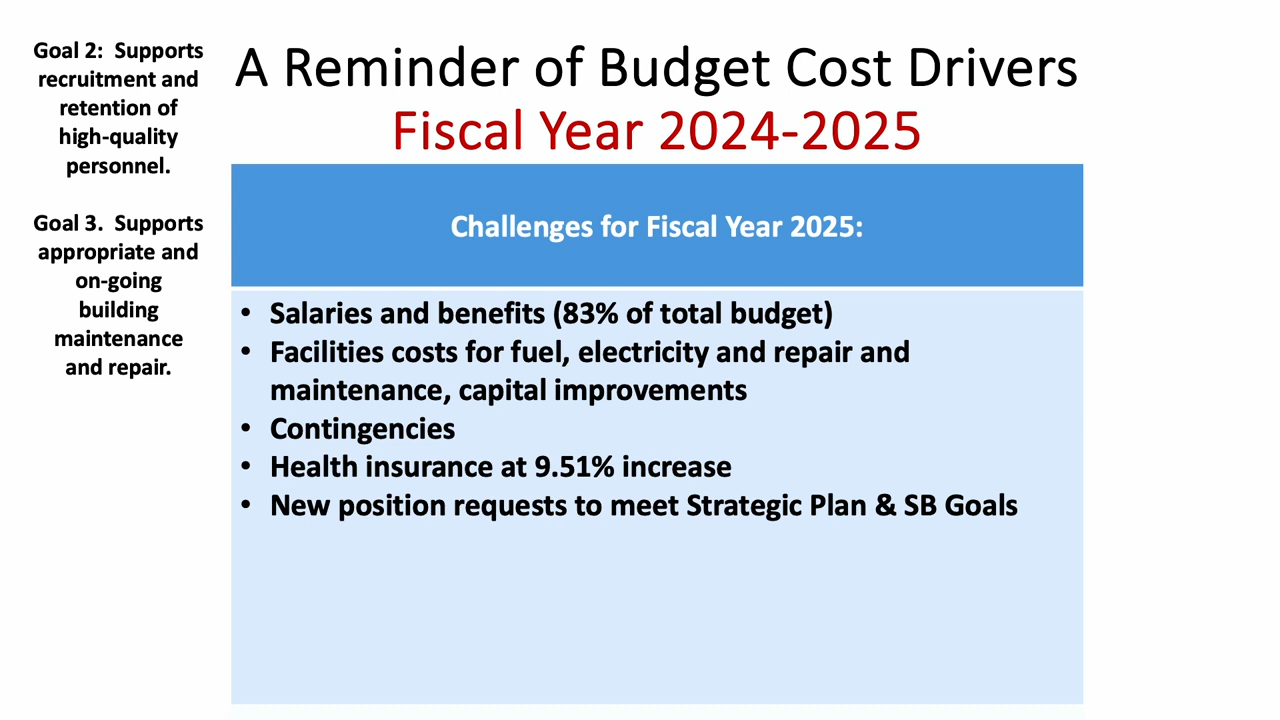 Goal 2:  Supports
recruitment and
retention of
high-quality
personnel.
Goal 3.  Supports
appropriate and
on-going
building
maintenance
and repair.
A Reminder of Budget Cost Drivers
Fiscal Year 2024-2025
Challenges for Fiscal Year 2025:
• Salaries and benefits (83% of total budget)
• Facilities costs for fuel, electricity and repair and
maintenance, capital improvements
• Contingencies
• Health insurance at 9.51% increase
• New position requests to meet Strategic Plan & SB Goals